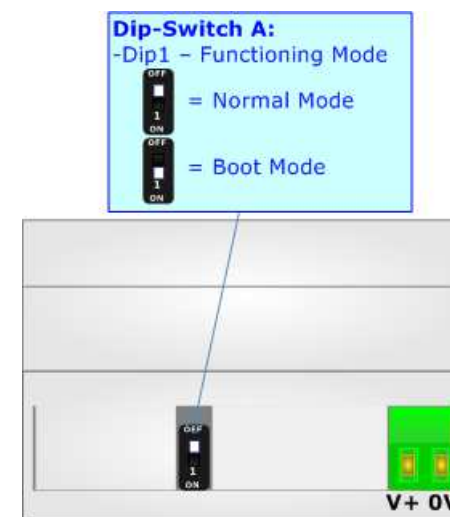 Dip-Switch A:
-Dip1 – Functioning Mode
OFF
1
ON
= Normal Mode
OFF
1
ON
= Boot Mode
OFF
1
ON
V+ 0V